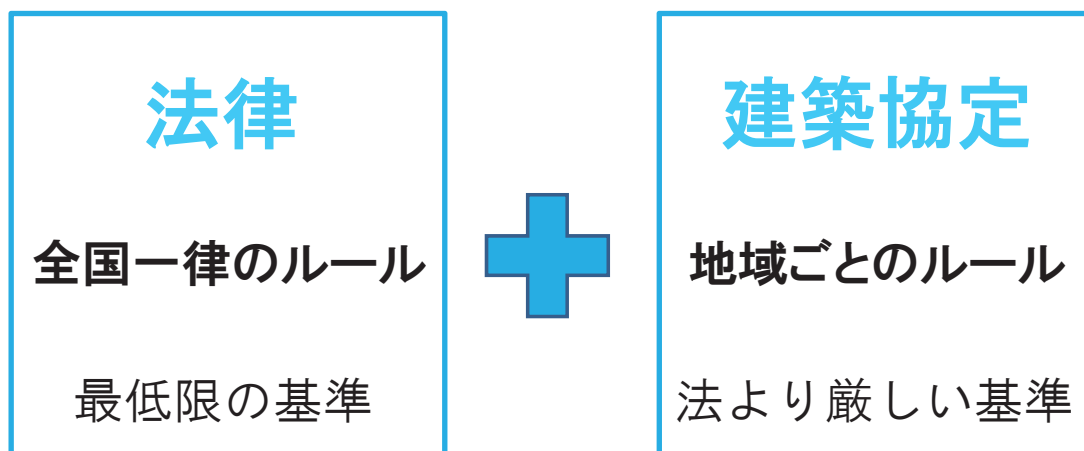 法律
全国一律のルール
最低限の基準
建築協定
地域ごとのルール
法より厳しい基準